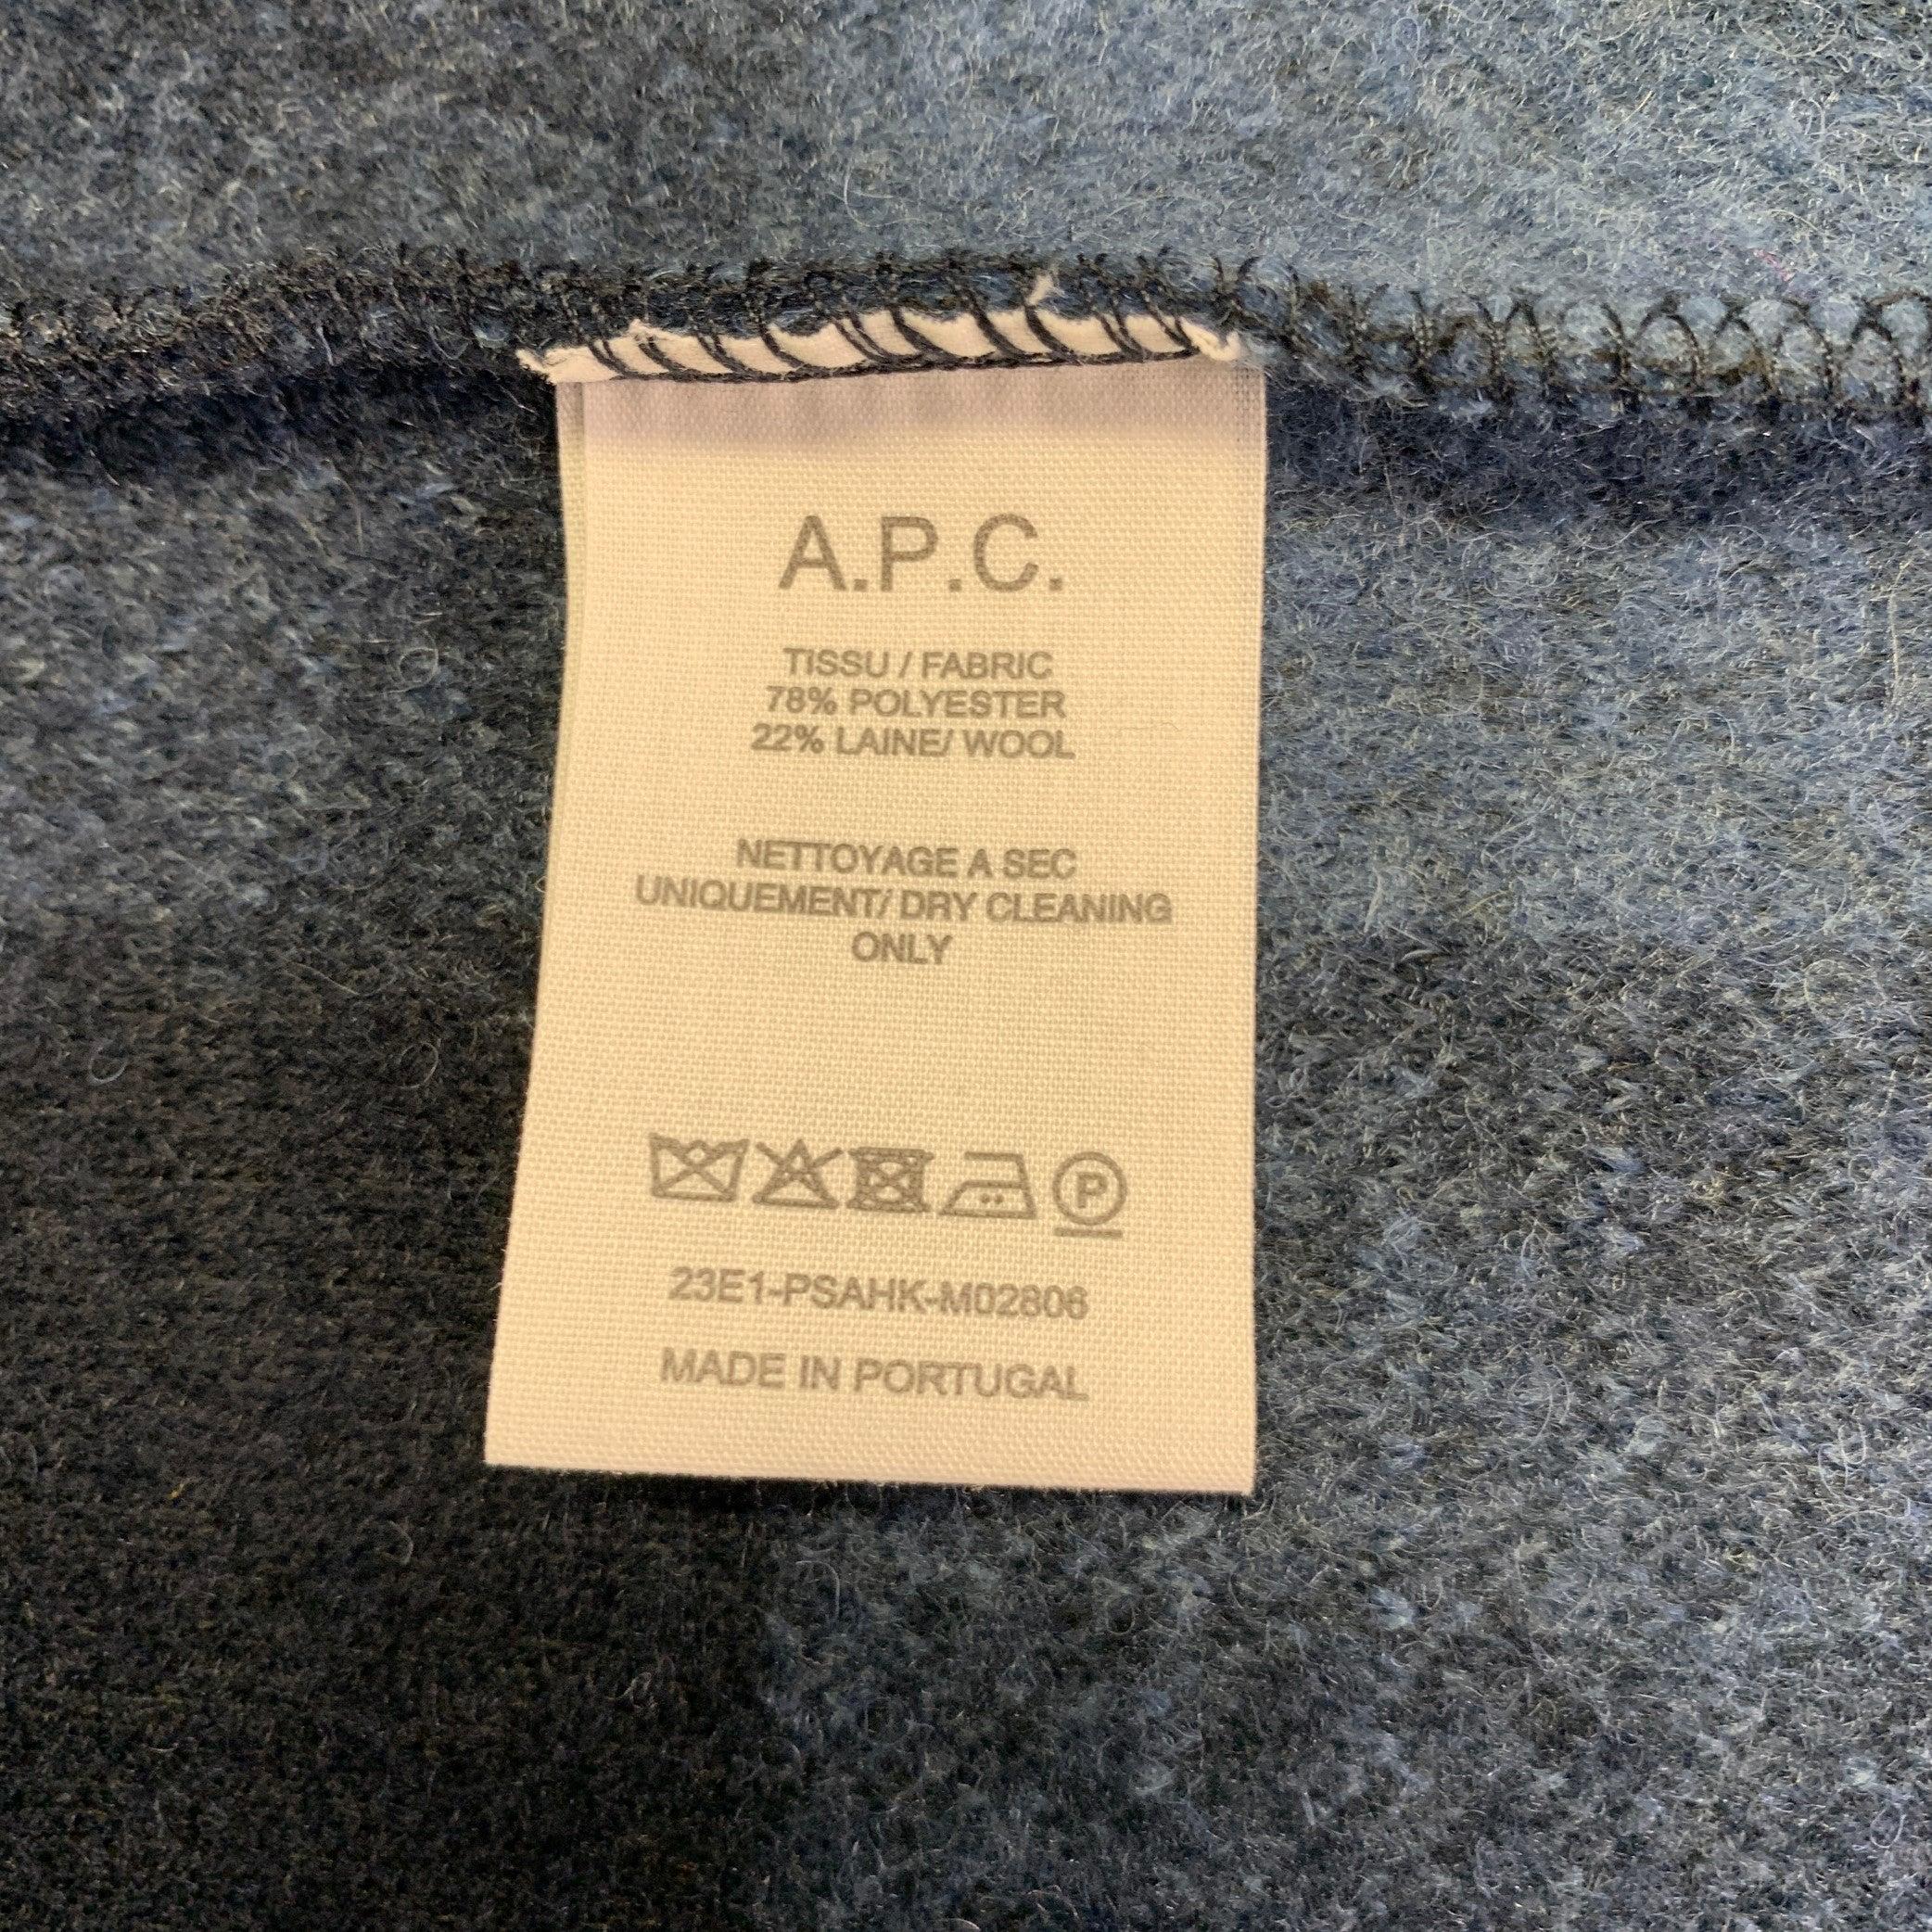 A.P.C.
TISSU / FABRIC
78% POLYESTER
22% LAINE/ WOOL
NETTOYAGE A SEC
UNIQUEMENT/ DRY CLEANING
ONLY
P
23E1-PSAHK-M02806
MADE IN PORTUGAL